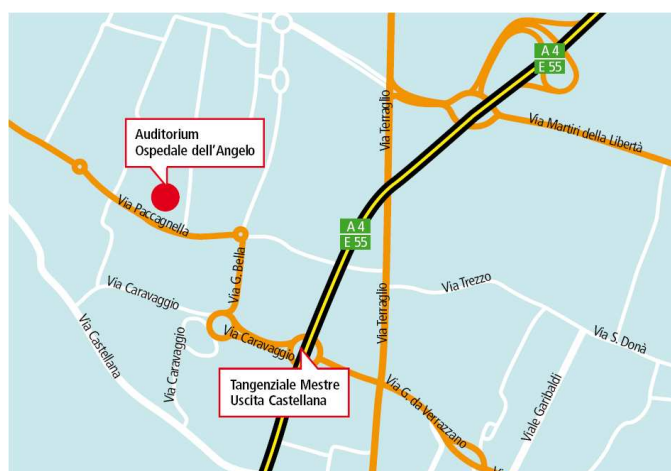 A 4
E 55
Via Martiri della Libertà
Via Terraglio
Auditorium
Ospedale dell'Angelo
Via Paccagnella
A 4
E 55
Via G. Bella
Via Trezzo
Via Caravaggio
Via Terraglio
Via Castellana
Via Caravaggio
Via Caravaggio
Via S. Donà
Tangenziale Mestre
Uscita Castellana
Via G. da Verrazzano
Viale Garibaldi